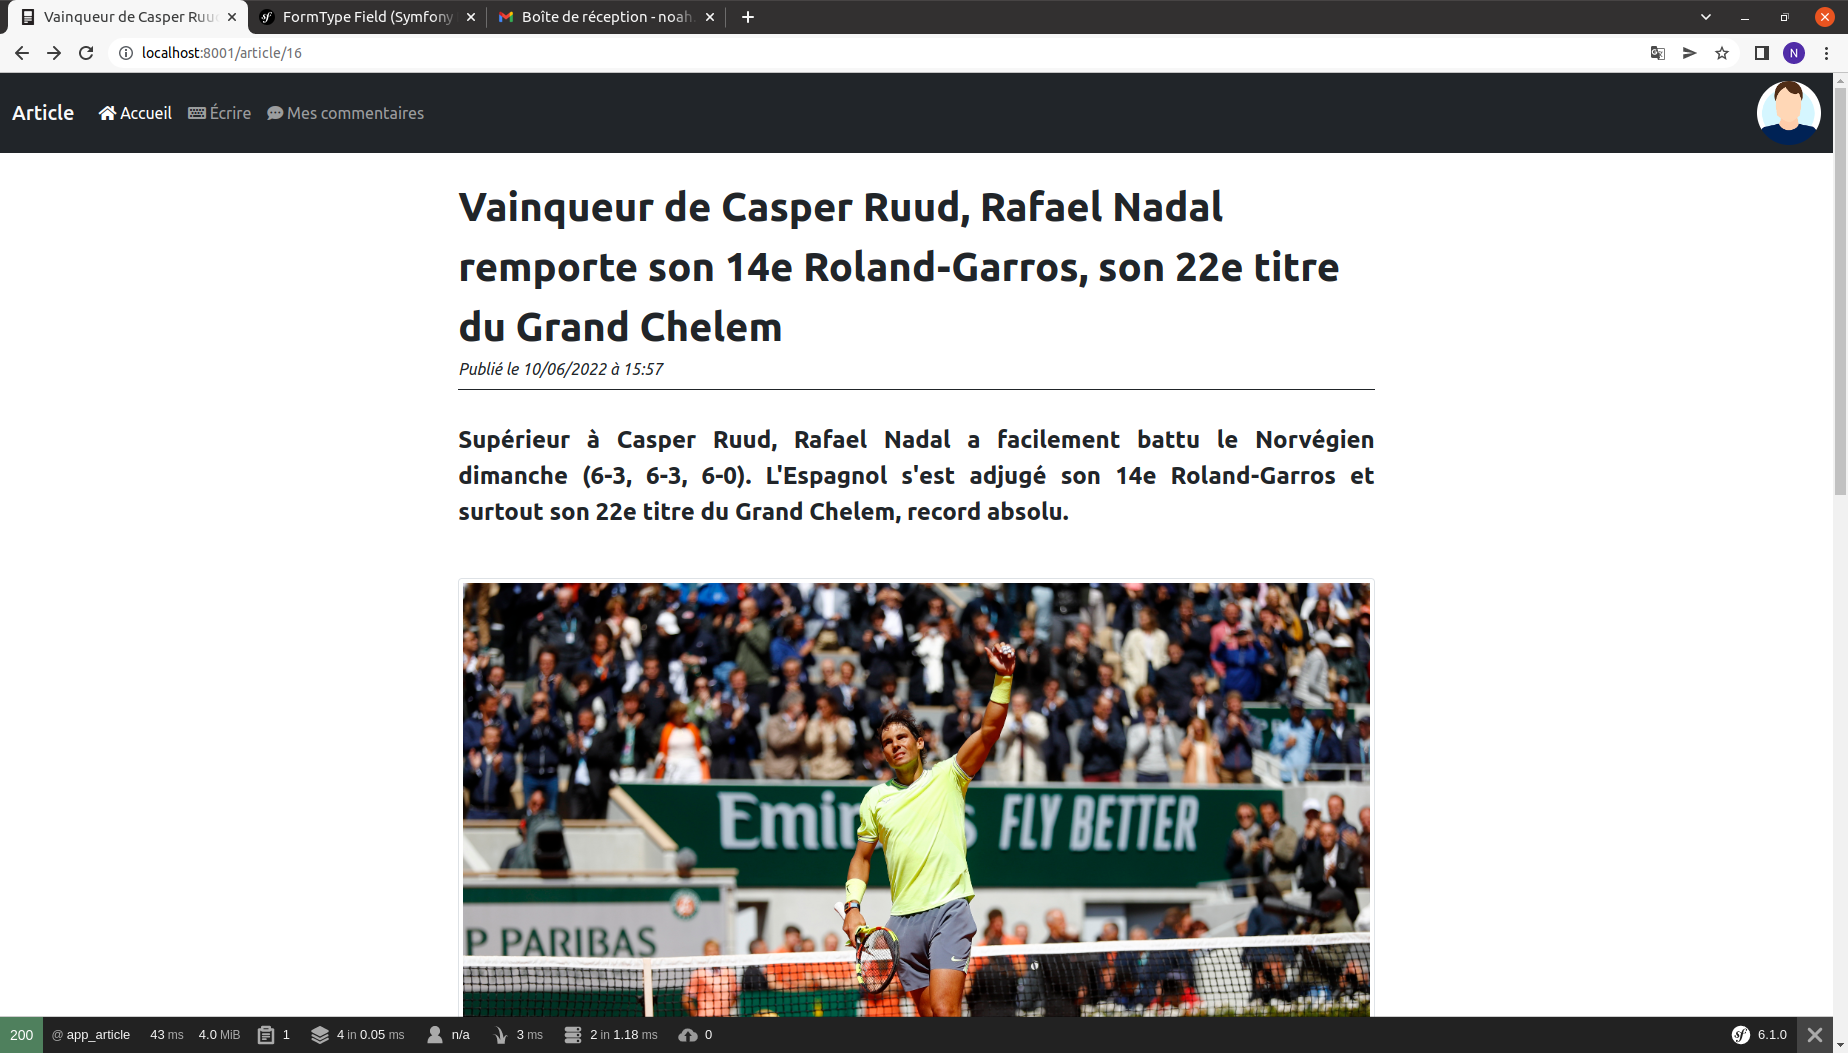 Vainqueur de Casper Ruu
FormType Field (Symfony
Boîte de réception - noah.
localhost:8001/article/16
N
Article
Accueil
Écrire
Mes commentaires
Vainqueur de Casper Ruud, Rafael Nadal
remporte son 14e Roland-Garros, son 22e titre
du Grand Chelem
Publié le 10/06/2022 à 15:57
Supérieur à Casper Ruud, Rafael Nadal a facilement battu le Norvégien
dimanche (6-3, 6-3, 6-0). L'Espagnol s'est adjugé son 14e Roland-Garros et
surtout son 22e titre du Grand Chelem, record absolu.
Emi s FLY BETTER
P PARIBAS
200 @ app_article 43 ms 4.0 MiB 1 4 in 0.05 ms n/a 3 ms 2 in 1.18 ms 0 6.1.0